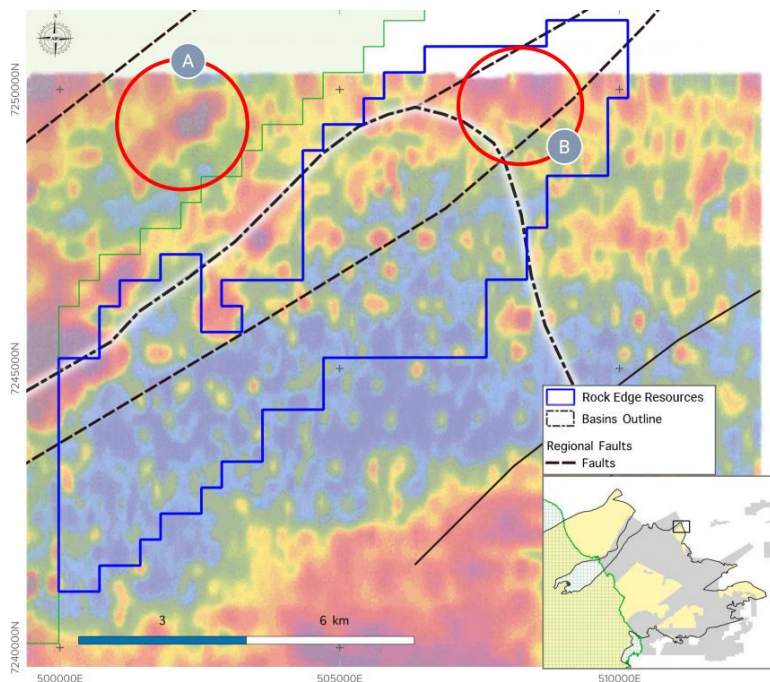 N
A
B
7250000N
7245000N
7240000N
Rock Edge Resources
Basins Outline
Regional Faults
Faults
3
6 km
500000E
505000E
510000E